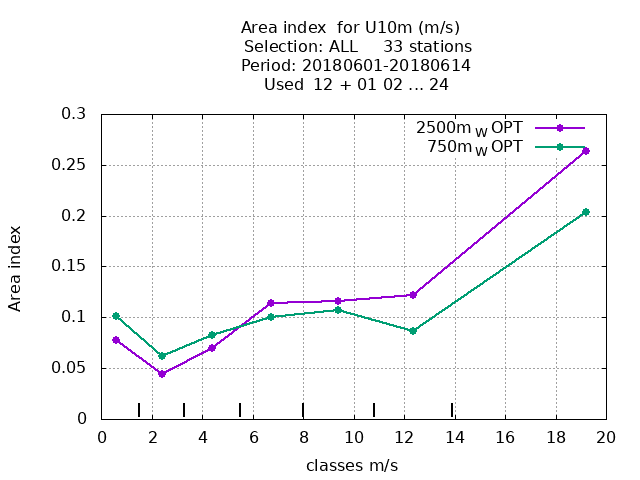 Area index  for U10m (m/s)
Selection: ALL     33 stations
Period: 20180601-20180614
Used  12 + 01 02 ... 24
0.3
0.25
0.2
0.15
0.1
0.05
0
Area index
2500m W OPT
750m W OPT
0 2 4 6 8 10 12 14 16 18 20
classes m/s